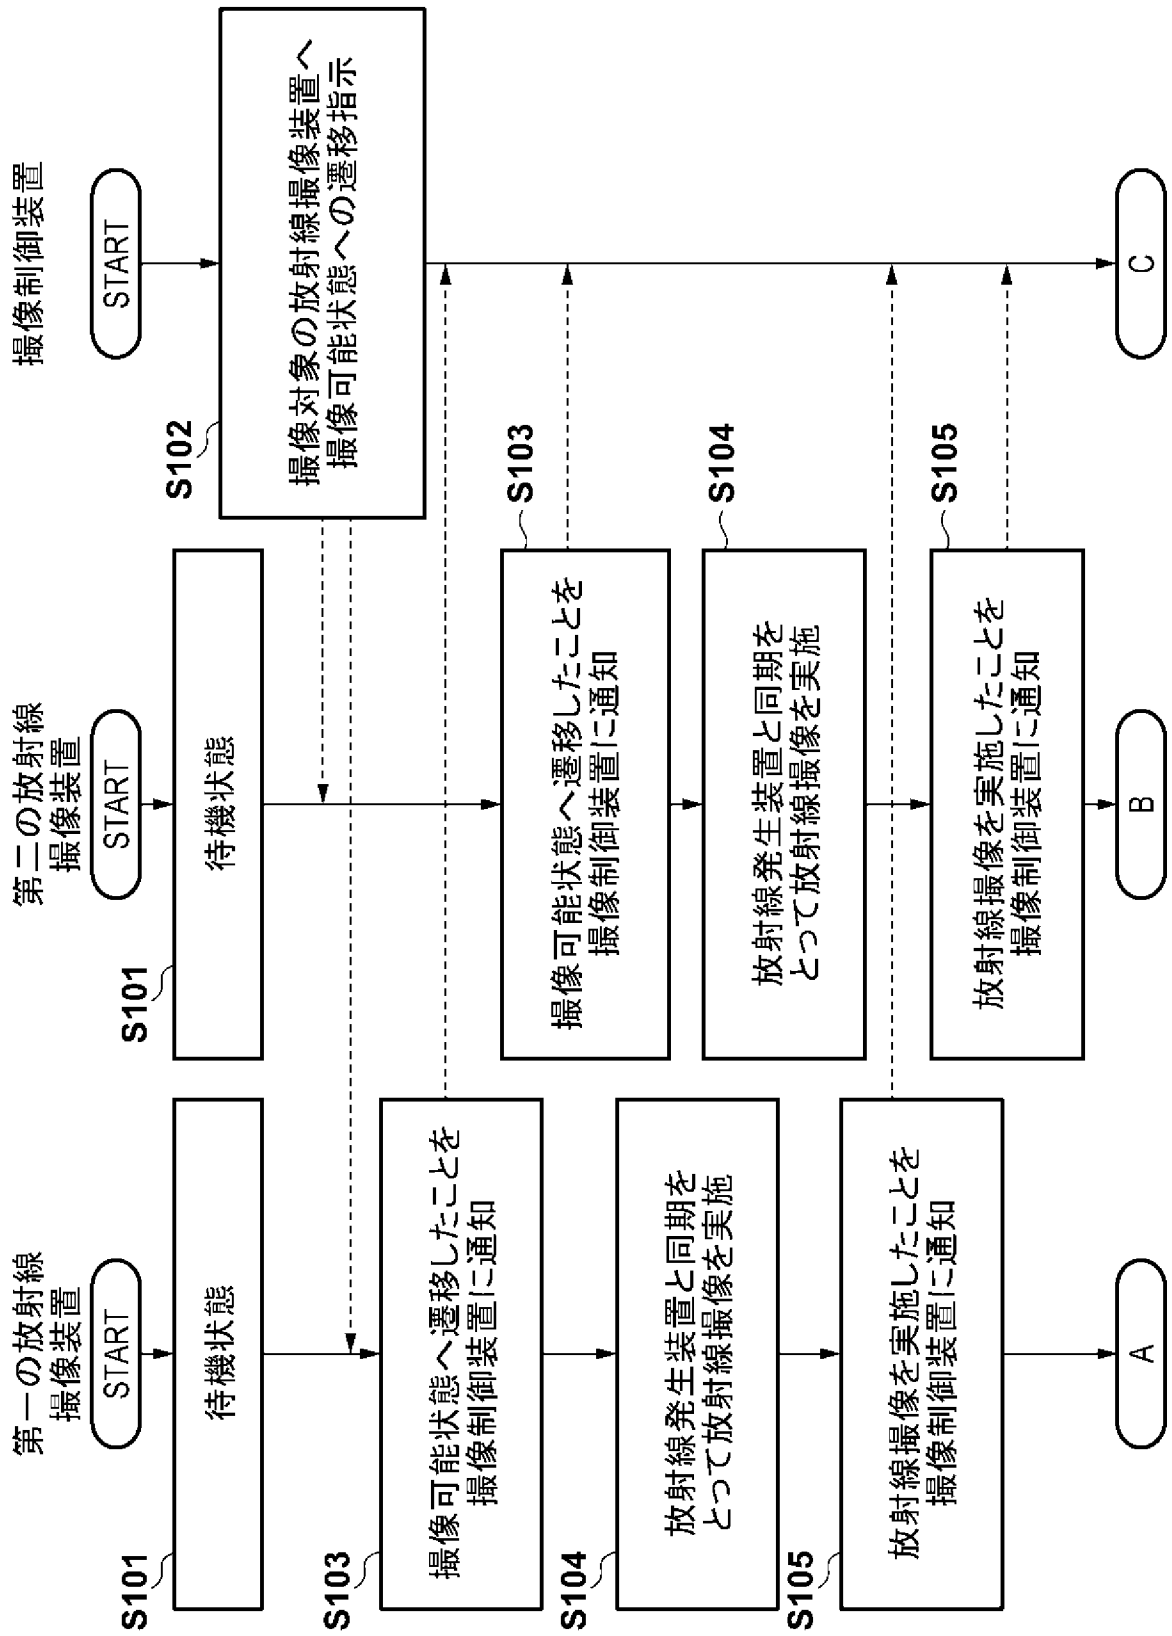 第一の放射線
撮像装置
START
S101
待機状態
S103
撮像可能状態へ遷移したことを
撮像制御装置に通知
S104
放射線発生装置と同期を
とって放射線撮像を実施
S105
放射線撮像を実施したことを
撮像制御装置に通知
A
第二の放射線
撮像装置
START
S101
待機状態
S103
撮像可能状態へ遷移したことを
撮像制御装置に通知
S104
放射線発生装置と同期を
とって放射線撮像を実施
S105
放射線撮像を実施したことを
撮像制御装置に通知
B
撮像制御装置
START
S102
撮像対象の放射線撮像装置へ
撮像可能状態への遷移指示
C